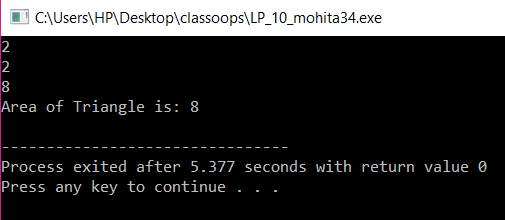 C:\Users\HP\Desktop\classoops\LP_10_mohita34.exe
2
2
8
Area of Triangle is: 8
--------------------------------
Process exited after 5.377 seconds with return value 0
Press any key to continue . . .